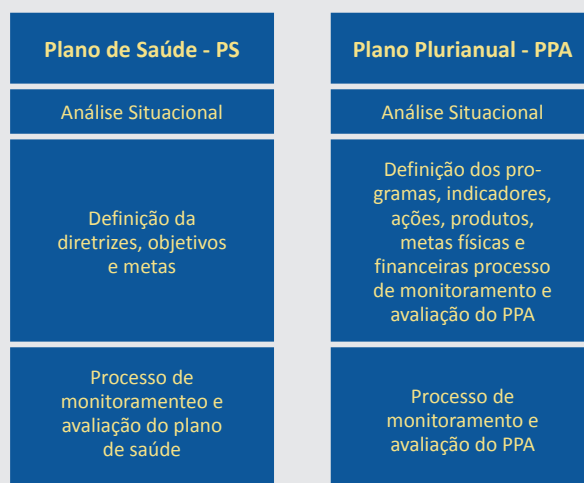 Plano de Saúde - PS
Análise Situacional
Definição da
diretrizes, objetivos
e metas
Processo de
monitoramenteo e
avaliação do plano
de saúde
Plano Plurianual - PPA
Análise Situacional
Definição dos pro-
gramas, indicadores,
ações, produtos,
metas físicas e
financeiras processo
de monitoramento e
avaliação do PPA
Processo de
monitoramento e
avaliação do PPA